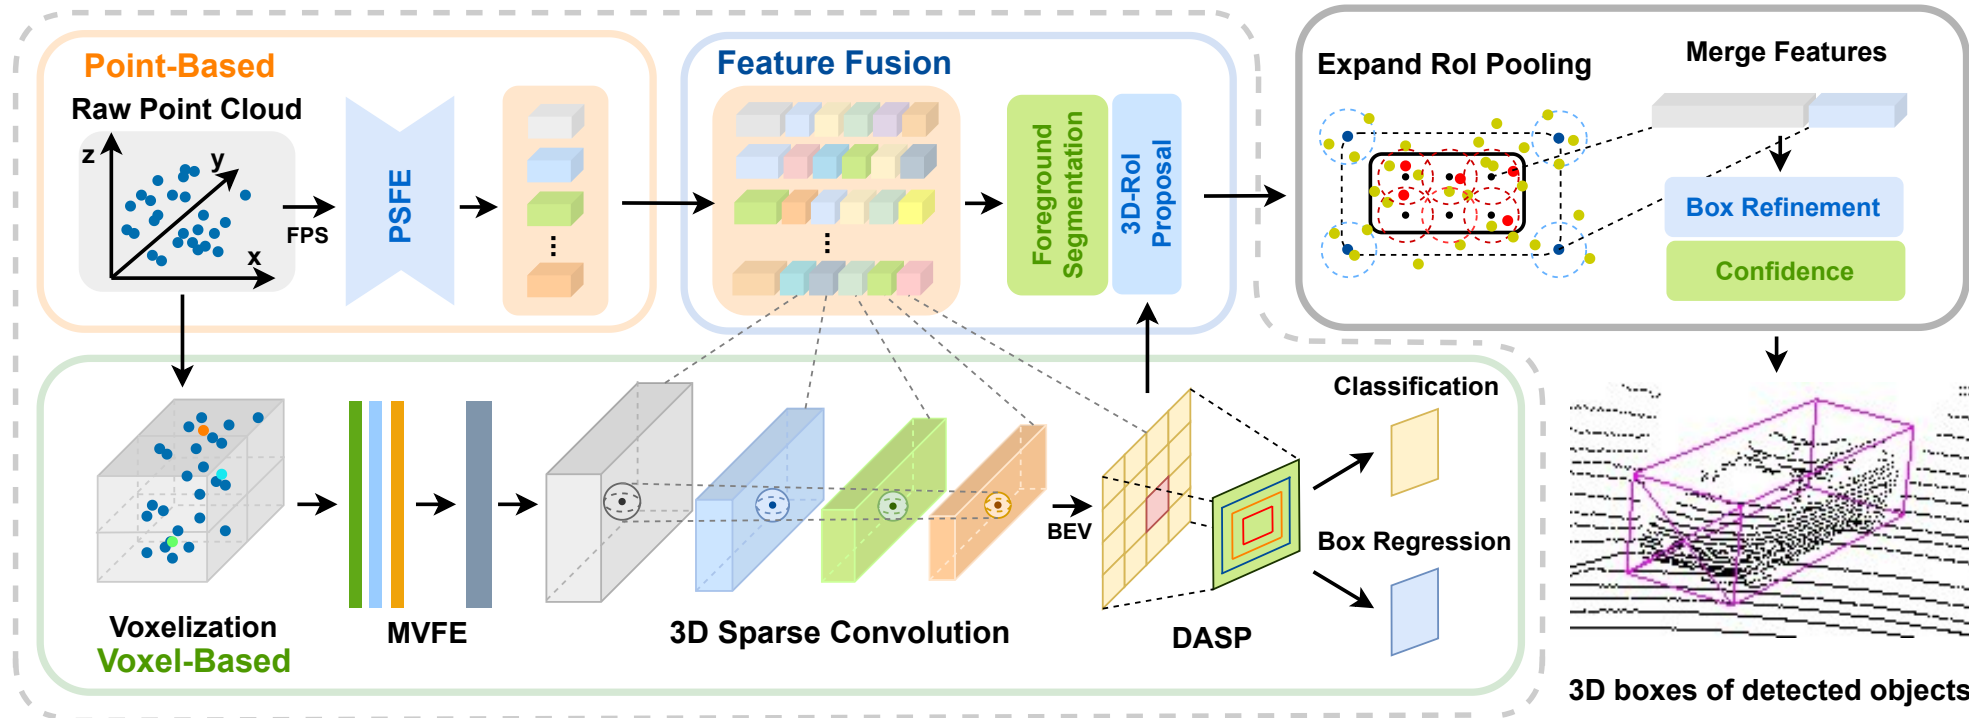 Point-Based
Raw Point Cloud
z
y
x
FPS
PSFE
...
Feature Fusion
...
Foreground
Segmentation
3D-RoI
Proposal
Expand RoI Pooling
Merge Features
Box Refinement
Confidence
Voxelization
Voxel-Based
MVFE
3D Sparse Convolution
BEV
DASP
Classification
Box Regression
3D boxes of detected objects